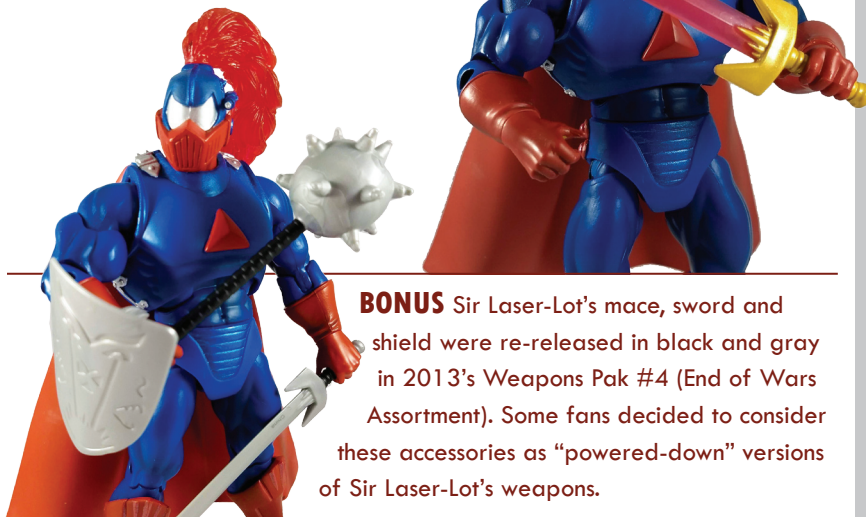 BONUS Sir Laser-Lot’s mace, sword and
shield were re-released in black and gray
in 2013’s Weapons Pak #4 (End of Wars
Assortment). Some fans decided to consider
these accessories as “powered-down” versions
of Sir Laser-Lot’s weapons.